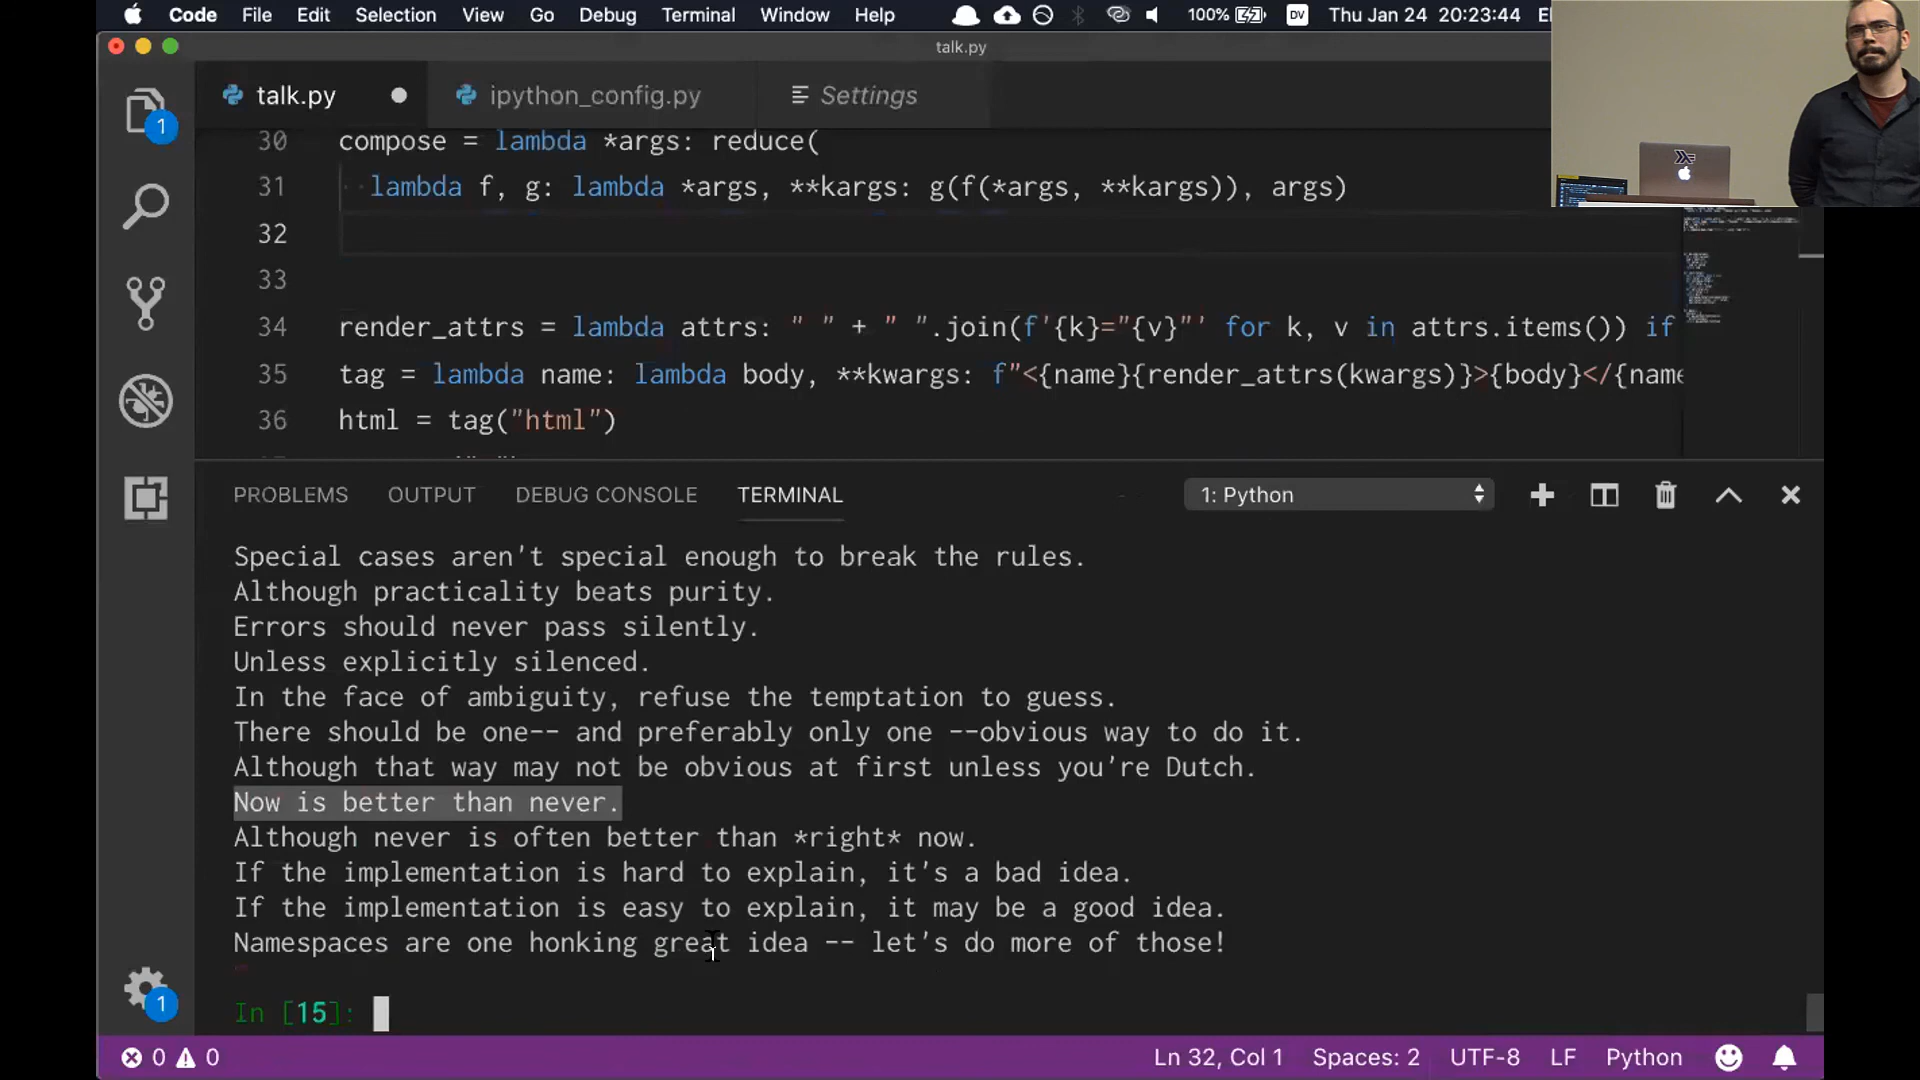 Code File Edit Selection View Go Debug Terminal Window Help 100% DV Thu Jan 24 20:23:44
talk.py
talk.py ipython_config.py Settings
1
30 compose = lambda *args: reduce(
31 lambda f, g: lambda *args, **kargs: g(f(*args, **kargs)), args)
32
33
34 render_attrs = lambda attrs: " " + " ".join(f'{k}="{v}"' for k, v in attrs.items()) if
35 tag = lambda name: lambda body, **kwargs: f"<{name}{render_attrs(kwargs)}>{body}</{name
36 html = tag("html")
PROBLEMS OUTPUT DEBUG CONSOLE TERMINAL 1: Python
Special cases aren't special enough to break the rules.
Although practicality beats purity.
Errors should never pass silently.
Unless explicitly silenced.
In the face of ambiguity, refuse the temptation to guess.
There should be one-- and preferably only one --obvious way to do it.
Although that way may not be obvious at first unless you're Dutch.
Now is better than never.
Although never is often better than *right* now.
If the implementation is hard to explain, it's a bad idea.
If the implementation is easy to explain, it may be a good idea.
Namespaces are one honking great idea -- let's do more of those!
In [15]:
1
0 0 Ln 32, Col 1 Spaces: 2 UTF-8 LF Python